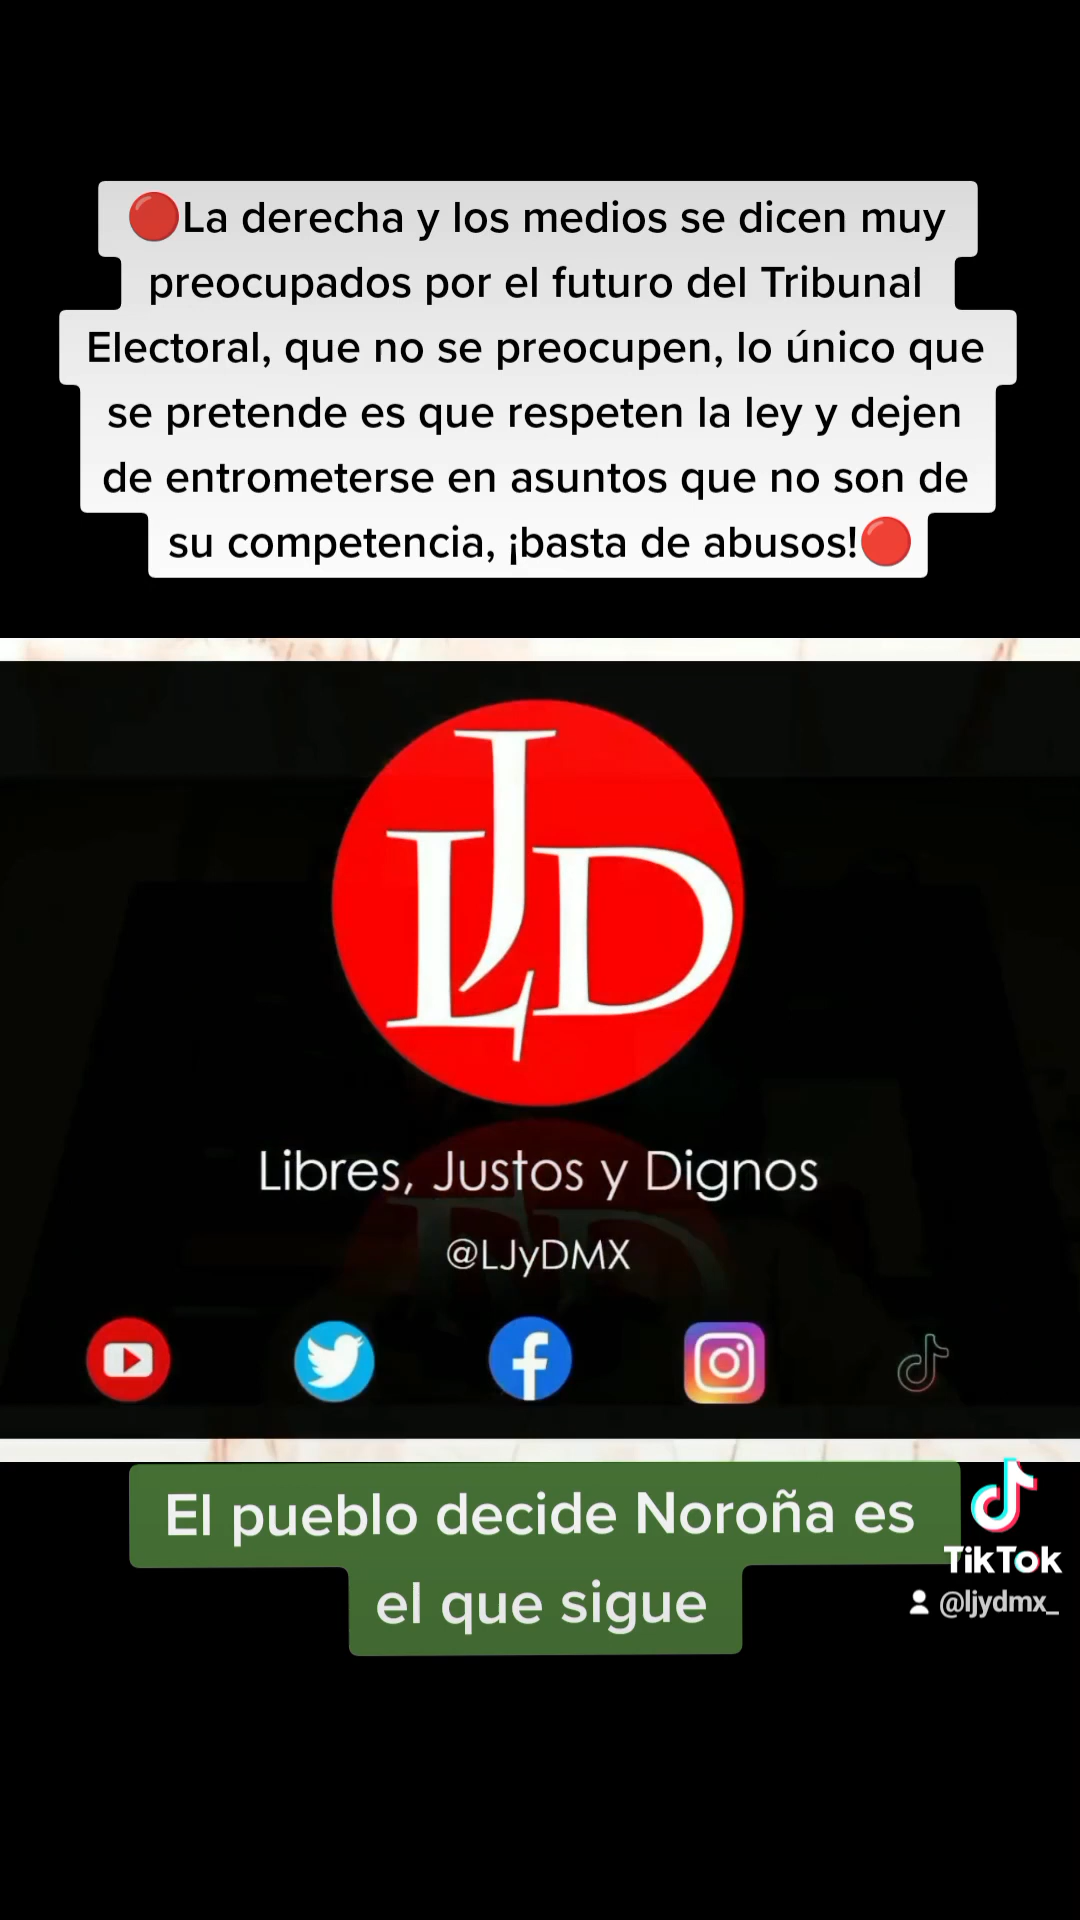 🔴La derecha y los medios se dicen muy
preocupados por el futuro del Tribunal
Electoral, que no se preocupen, lo único que
se pretende es que respeten la ley y dejen
de entrometerse en asuntos que no son de
su competencia, ¡basta de abusos!🔴
LJD
Libres, Justos y Dignos
@LJyDMX
El pueblo decide Noroña es
el que sigue
TikTok
@ljydmx_